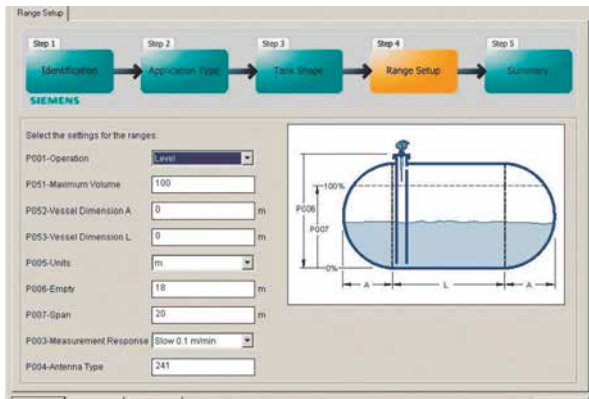 Range Setup
Step 1
Step 2
Step 3
Step 4
Step 5
Identification
Application Type
Tank Shape
Range Setup
Summary
SIEMENS
Select the settings for the ranges:
P001-Operation Level
P051-Maximum Volume 100
P052-Vessel Dimension A 0 m
P053-Vessel Dimension L 0 m
P005-Units m
P006-Empty 18 m
P007-Span 20 m
P003-Measurement Response Slow 0.1 m/min
P004-Antenna Type 241
100%
P006
P007
0%
A L A